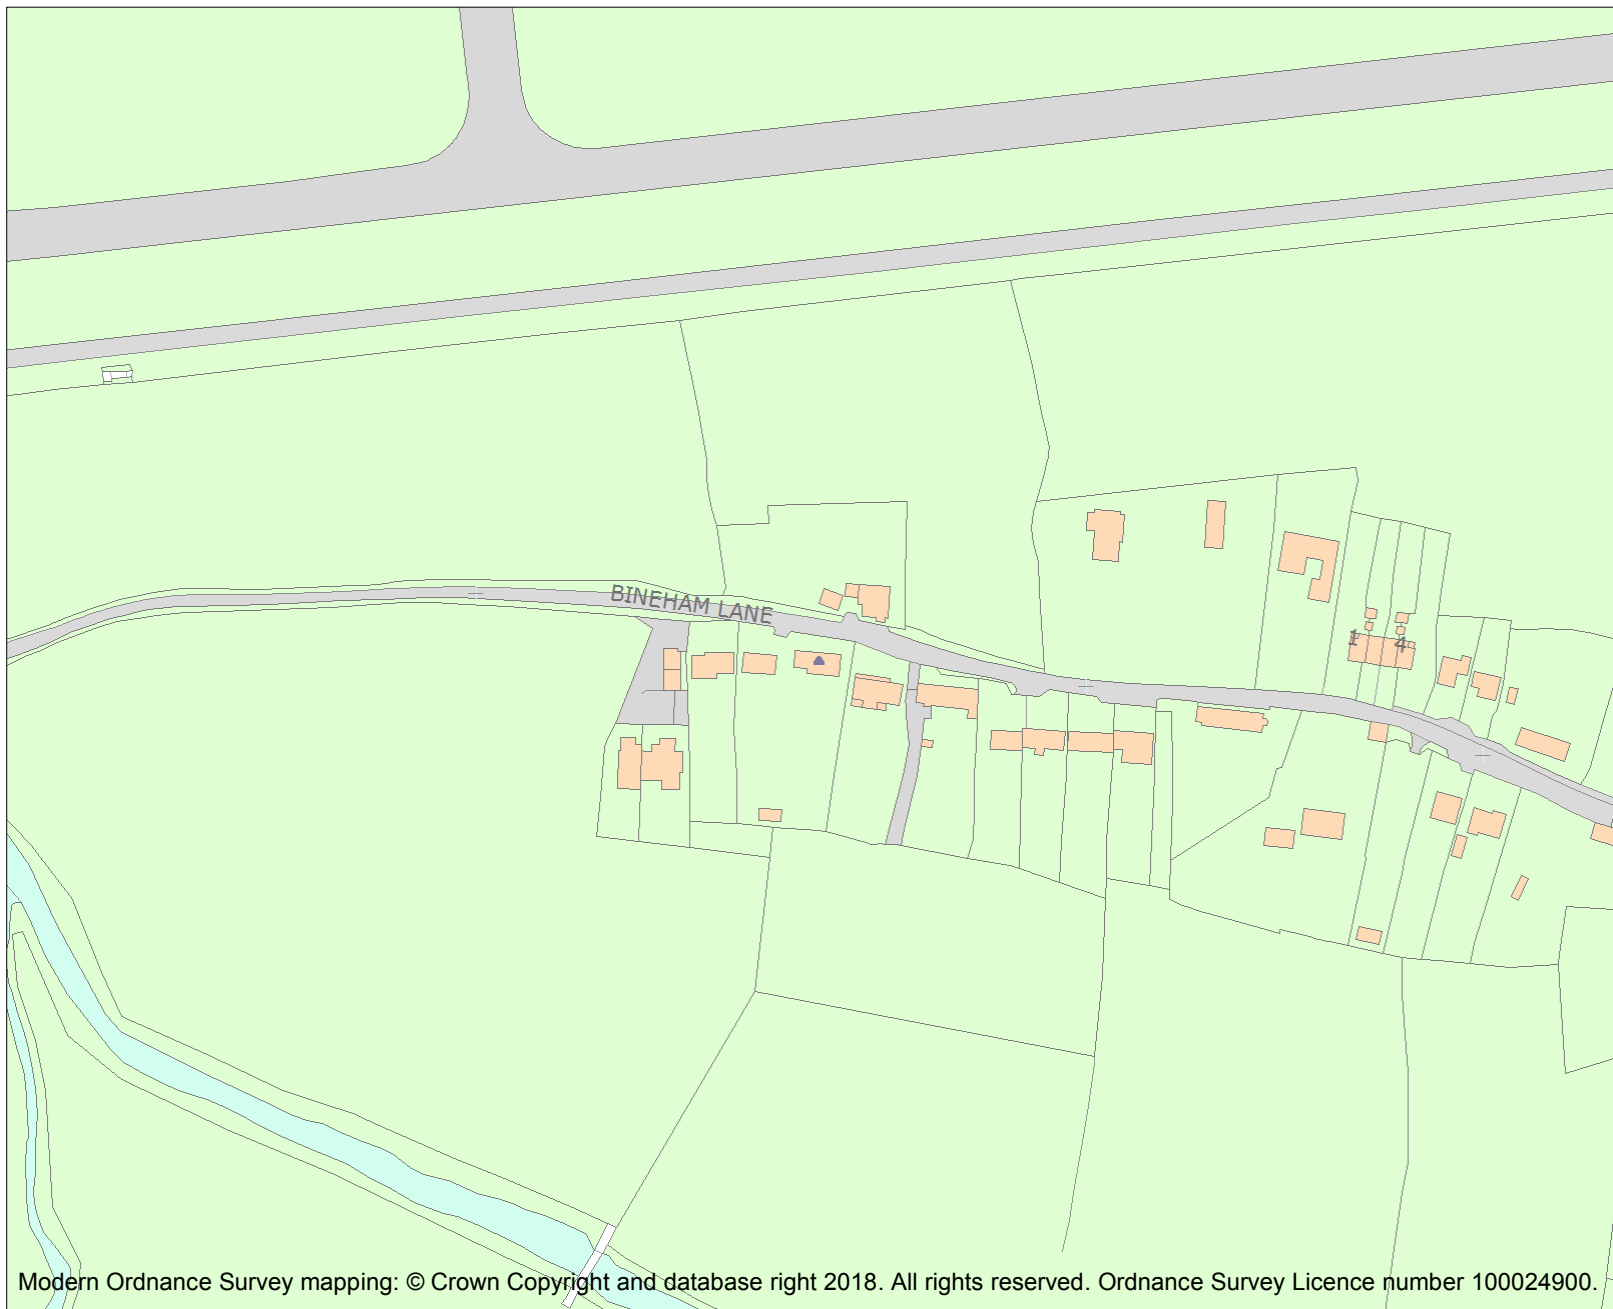 BINEHAM LANE
1
4
Modern Ordnance Survey mapping: © Crown Copyright and database right 2018. All rights reserved. Ordnance Survey Licence number 100024900.